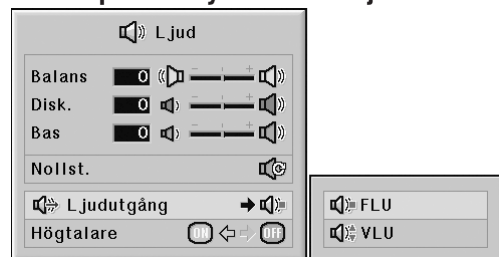 Ljud
Balans 0
Disk. 0
Bas 0
Nollst.
Ljudutgång
Högtalare ON OFF
FLU
VLU